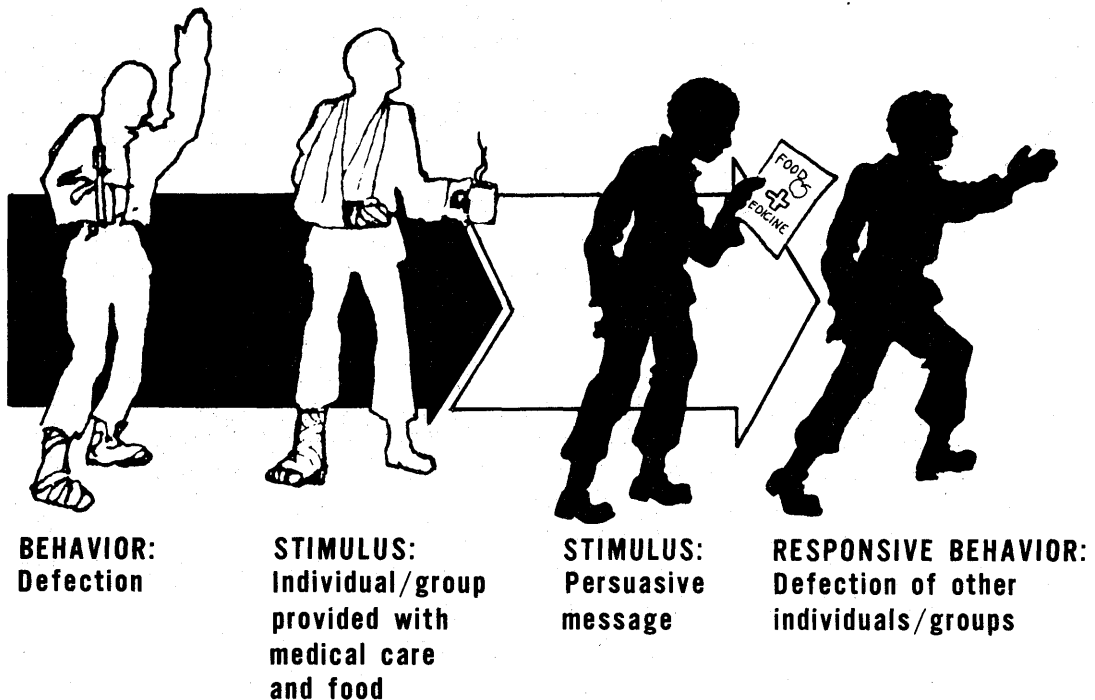 FOOD
EDICINE
BEHAVIOR:
Defection
STIMULUS:
Individual/group
provided with
medical care
and food
STIMULUS:
Persuasive
message
RESPONSIVE BEHAVIOR:
Defection of other
individuals/groups